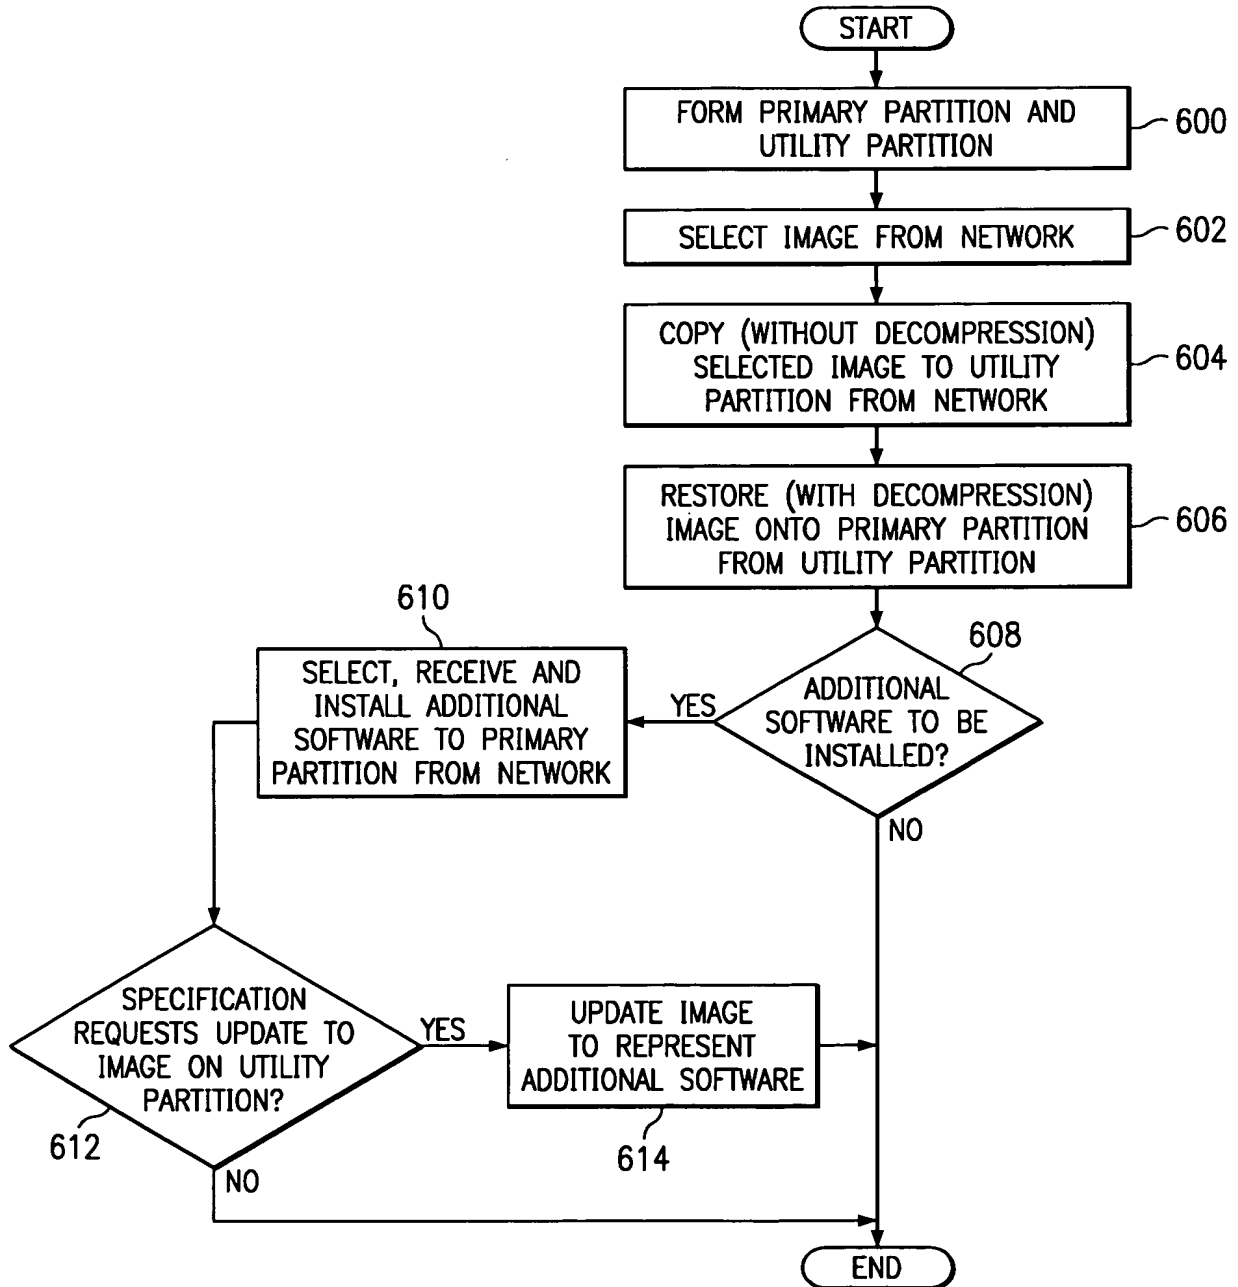 START
FORM PRIMARY PARTITION AND
UTILITY PARTITION
600
SELECT IMAGE FROM NETWORK
602
COPY (WITHOUT DECOMPRESSION)
SELECTED IMAGE TO UTILITY
PARTITION FROM NETWORK
604
RESTORE (WITH DECOMPRESSION)
IMAGE ONTO PRIMARY PARTITION
FROM UTILITY PARTITION
606
608
ADDITIONAL
SOFTWARE TO BE
INSTALLED?
YES
NO
610
SELECT, RECEIVE AND
INSTALL ADDITIONAL
SOFTWARE TO PRIMARY
PARTITION FROM NETWORK
SPECIFICATION
REQUESTS UPDATE TO
IMAGE ON UTILITY
PARTITION?
612
YES
NO
UPDATE IMAGE
TO REPRESENT
ADDITIONAL SOFTWARE
614
END